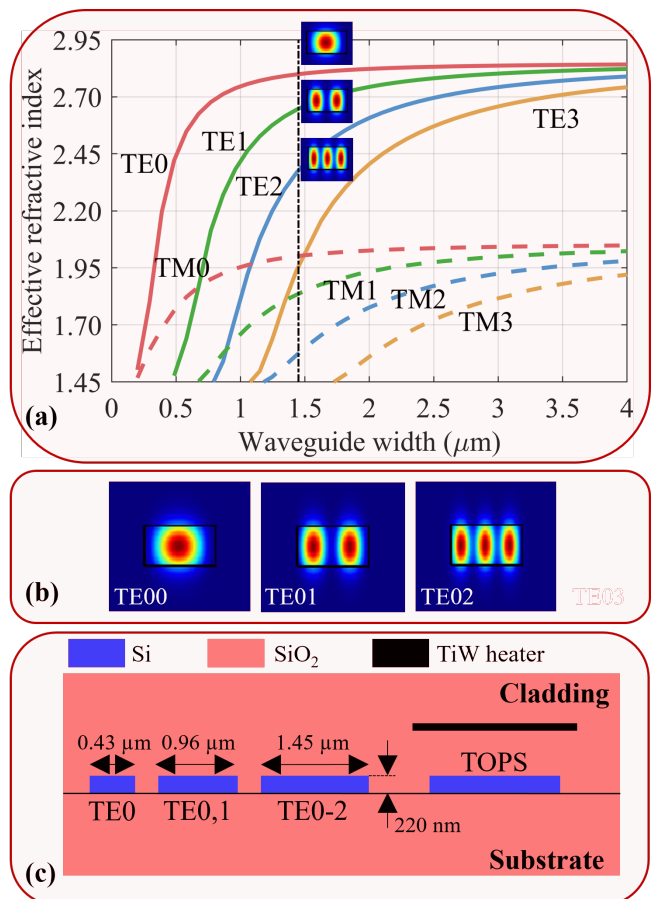 2.95
2.70
2.45
2.20
1.95
1.70
1.45
Effective refractive index
TE0
TE1
TE2
TE3
TM0
TM1
TM2
TM3
0 0.5 1 1.5 2 2.5 3 3.5 4
Waveguide width (μm)
(a)
TE00 TE01 TE02 TE03
(b)
Si SiO₂ TiW heater
Cladding
0.43 μm 0.96 μm 1.45 μm
TOPS
TE0 TE0,1 TE0-2
220 nm
Substrate
(c)